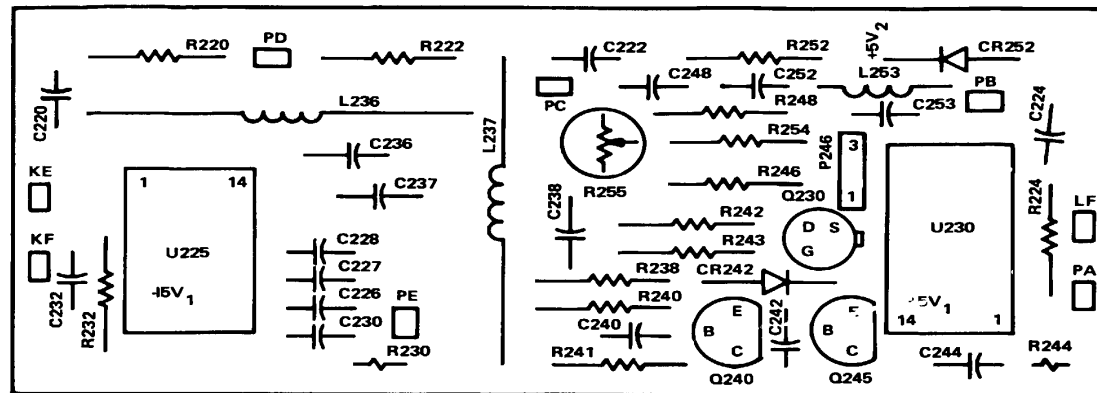 R220
PD
R222
C222
R252
+5V2
CR252
C248
C252
L253
PB
PC
C220
L236
R248
C253
C224
L237
R254
P246
3
C236
R255
R246
1
KE
1
14
C237
C238
Q230
R224
LF
R242
D
S
G
U230
KF
U225
C228
R243
C232
R232
C227
R238
CR242
PA
-15V1
C226
PE
R240
C242
5V1
C230
C240
B
E
C
B
E
C
14
1
R230
R241
Q240
Q245
C244
R244